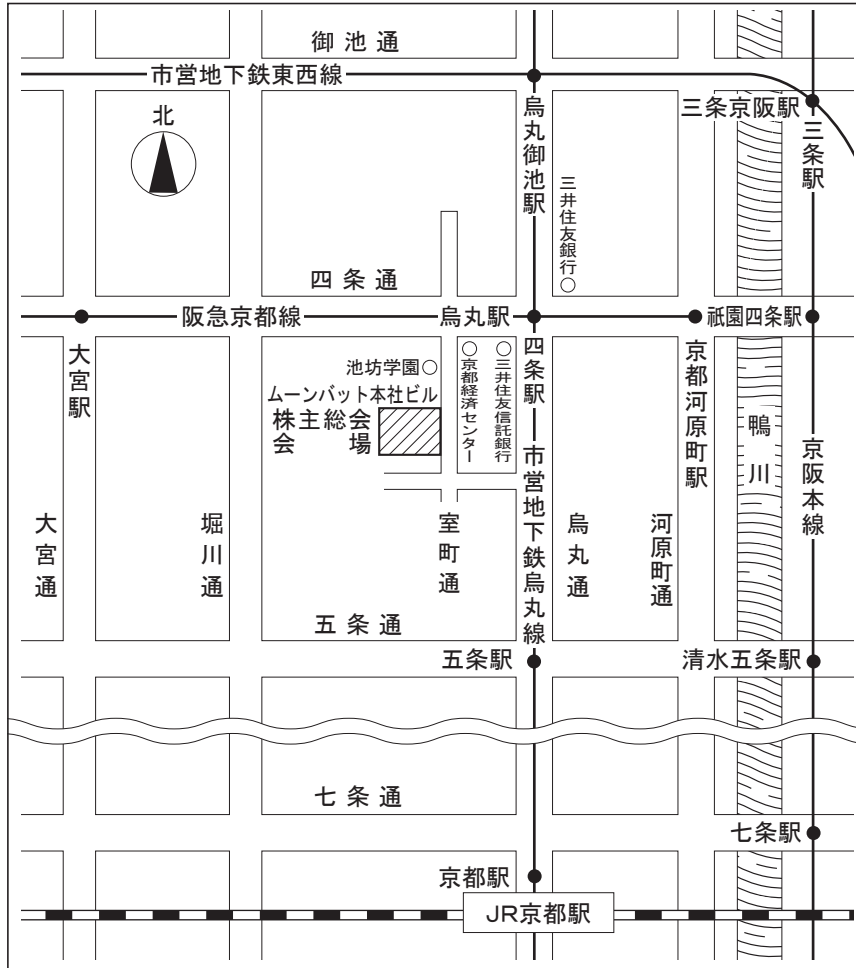 御池通
市営地下鉄東西線
烏丸御池駅
三条京阪駅
三条駅
北
三井住友銀行
四条通
阪急京都線
烏丸駅
祇園四条駅
大宮駅
四条駅
京都河原町駅
池坊学園
ムーンバット本社ビル
株主総会
会場
京都経済センター
三井住友信託銀行
鴨川
京阪本線
市営地下鉄烏丸線
大宮通
堀川通
室町通
烏丸通
河原町通
五条通
五条駅
清水五条駅
七条通
七条駅
京都駅
JR京都駅